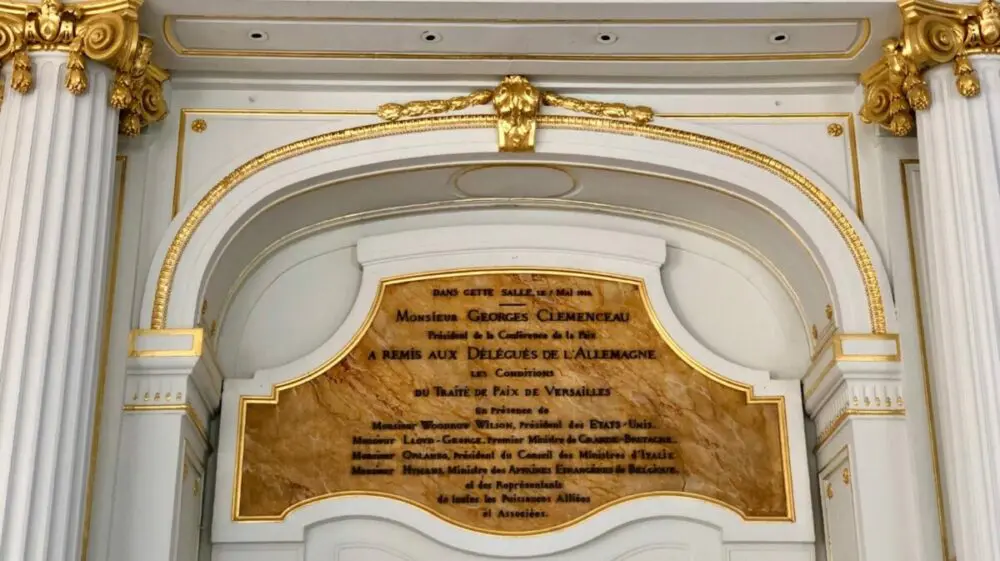 DANS CETTE SALLE, LE 7 MAI 1919,
MONSIEUR GEORGES CLEMENCEAU
Président de la Conférence de la Paix
A REMIS AUX DÉLÉGUÉS DE L'ALLEMAGNE
LES CONDITIONS
DU TRAITÉ DE PAIX DE VERSAILLES
en présence de
MONSIEUR WOODROW WILSON, président des ETATS-UNIS.
MONSIEUR LLOYD-GEORGE, premier Ministre de GRANDE-BRETAGNE.
MONSIEUR ORLANDO, président du Conseil des Ministres d'ITALIE
MONSIEUR HYMANS, Ministre des AFFAIRES ETRANGÈRES de BELGIQUE.
et des Représentants
de toutes les Puissances Alliées
et Associées.